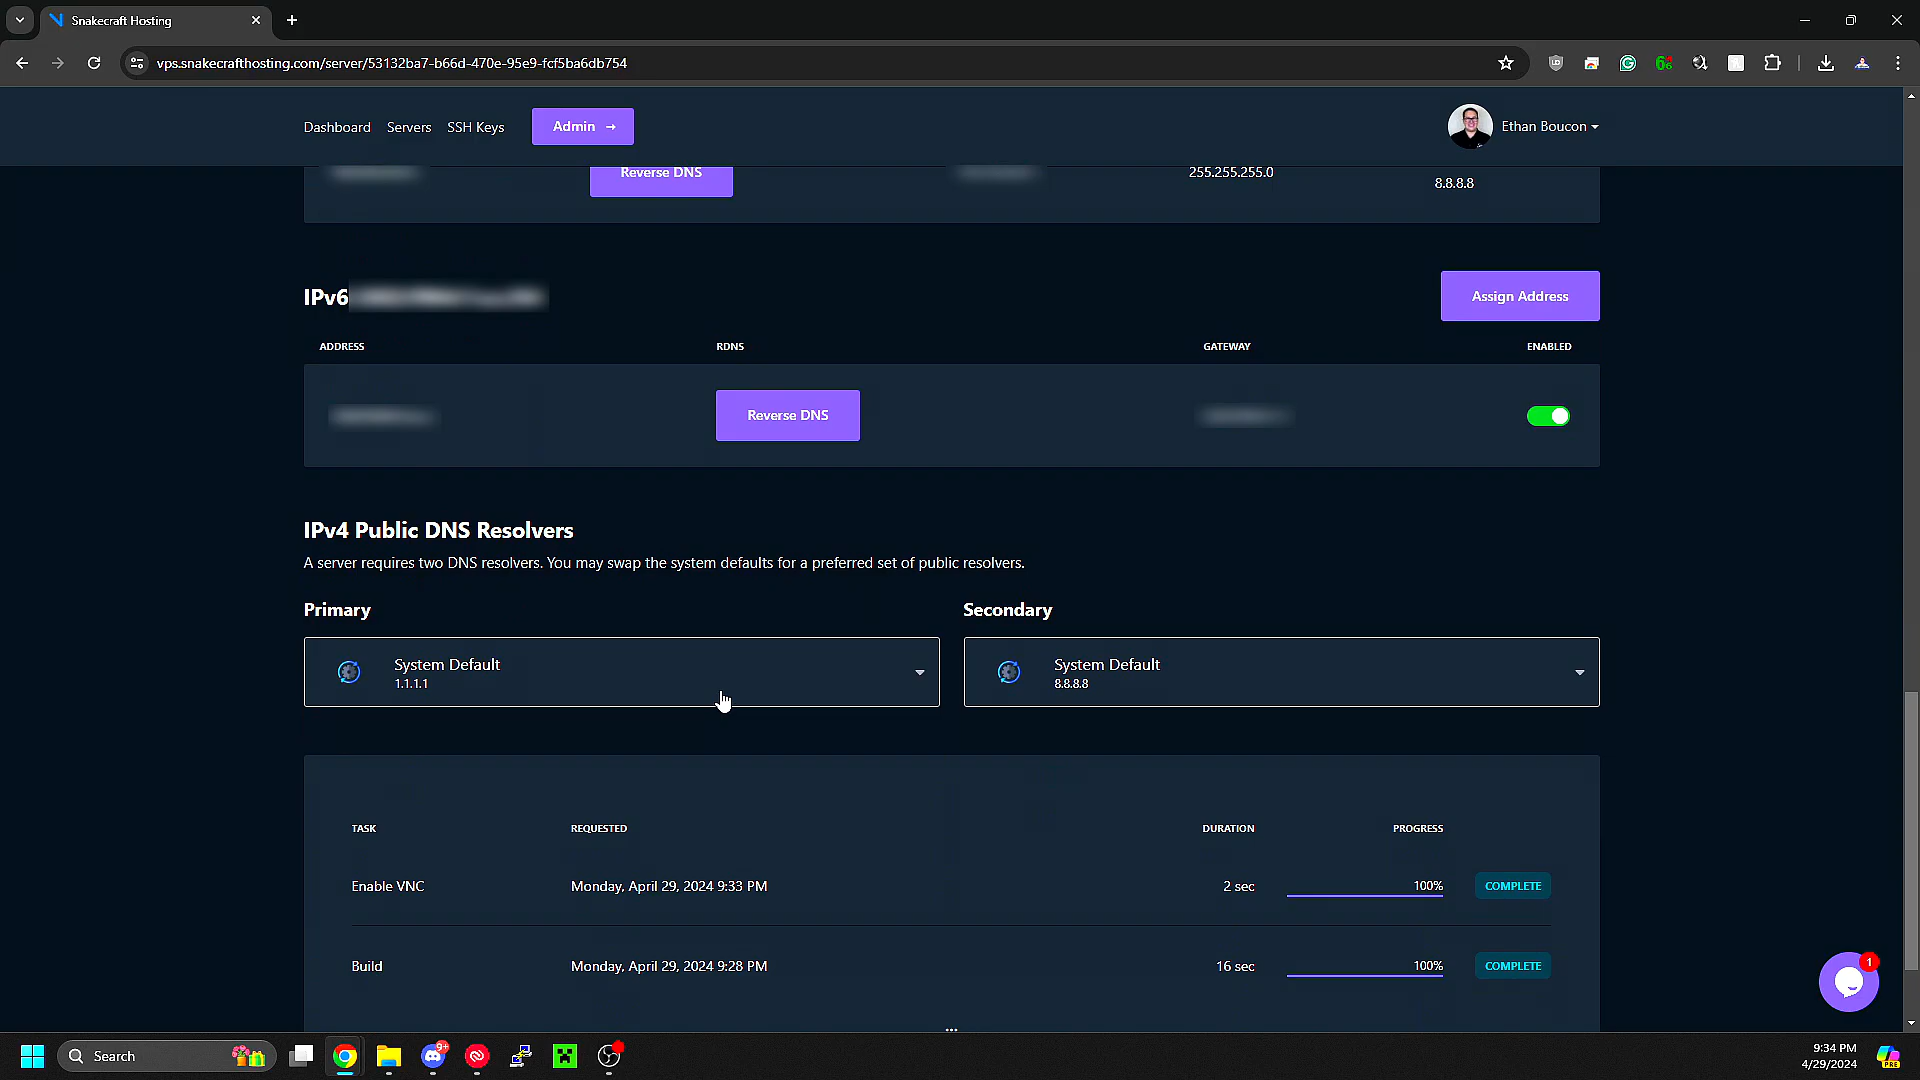 Snakecraft Hosting
vps.snakecrafthosting.com/server/53132ba7-b66d-470e-95e9-fcf5ba6db754
Dashboard Servers SSH Keys Admin → Ethan Boucon
Reverse DNS 255.255.255.0
8.8.8.8
IPv6 Assign Address
ADDRESS RDNS GATEWAY ENABLED
Reverse DNS
IPv4 Public DNS Resolvers
A server requires two DNS resolvers. You may swap the system defaults for a preferred set of public resolvers.
Primary Secondary
System Default System Default
1.1.1.1 8.8.8.8
TASK REQUESTED DURATION PROGRESS
Enable VNC Monday, April 29, 2024 9:33 PM 2 sec 100% COMPLETE
Build Monday, April 29, 2024 9:28 PM 16 sec 100% COMPLETE
1
...
Search 9+ 9:34 PM
4/29/2024
PRE